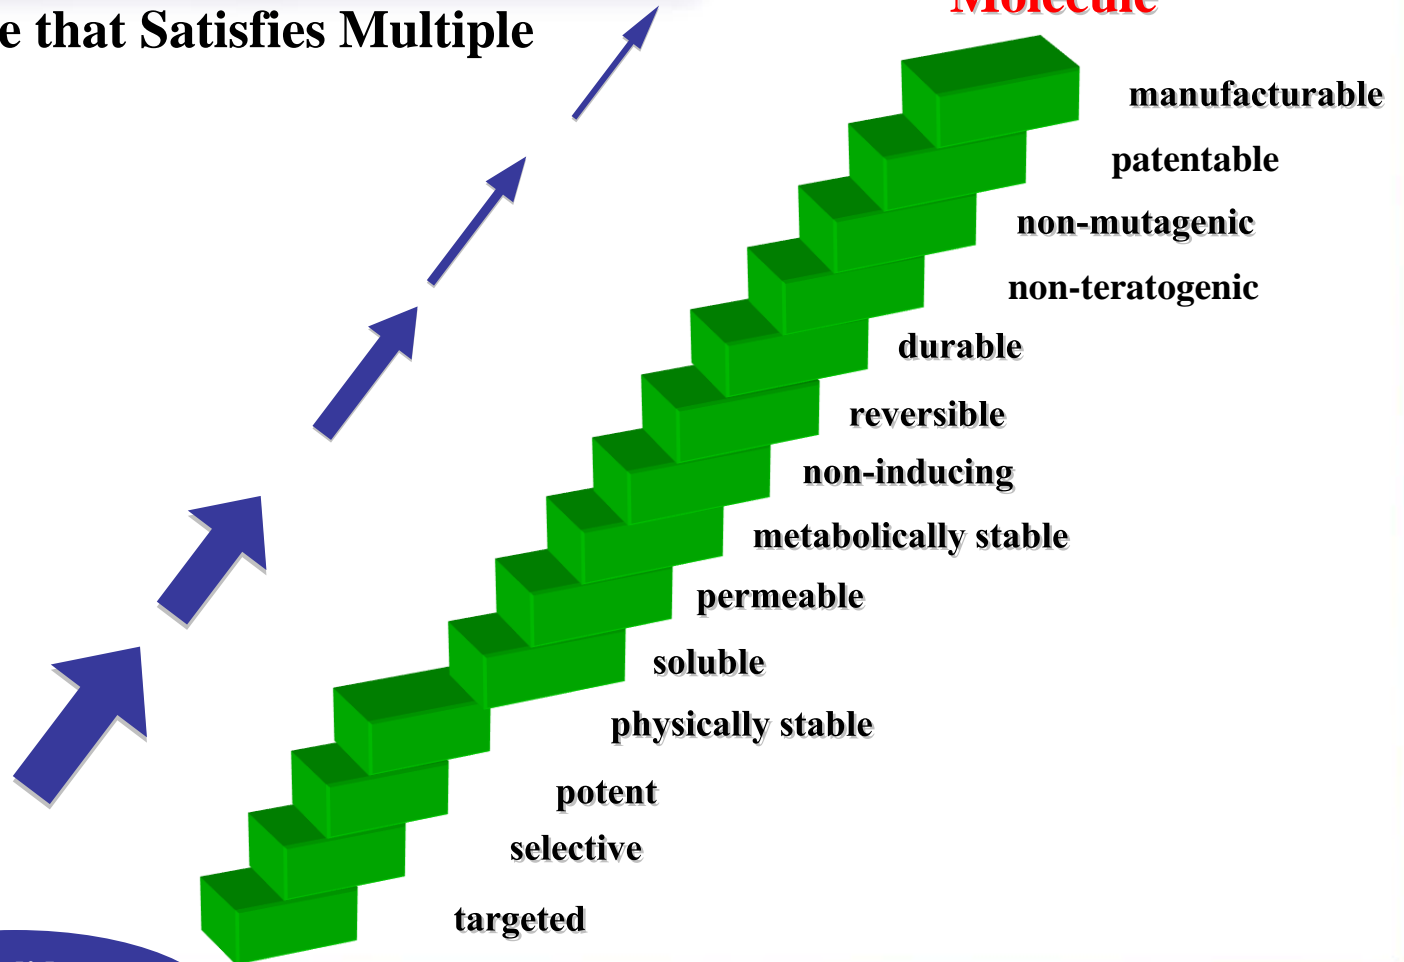 Molecule
e that Satisfies Multiple
manufacturable
patentable
non-mutagenic
non-teratogenic
durable
reversible
non-inducing
metabolically stable
permeable
soluble
physically stable
potent
selective
targeted